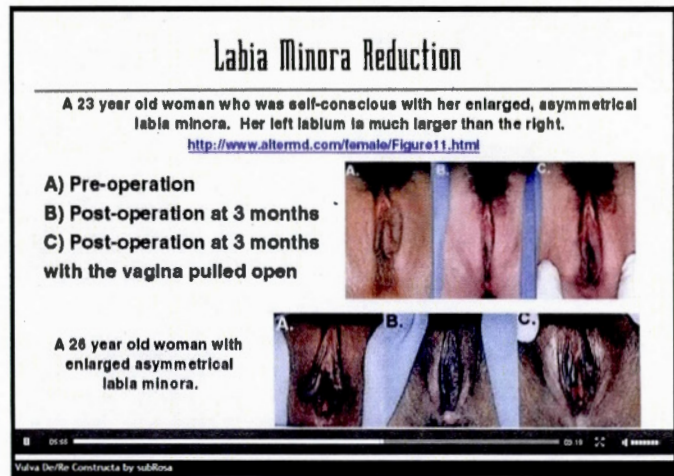 Labia Minora Reduction
A 23 year old woman who was self-conscious with her enlarged, asymmetrical
labia minora. Her left labium is much larger than the right.
http://www.altermd.com/female/Figure11.html
A) Pre-operation
B) Post-operation at 3 months
C) Post-operation at 3 months
with the vagina pulled open
A. B. C.
A 26 year old woman with
enlarged asymmetrical
labia minora.
A. B. C.
Vulva De/Re Constructa by subRosa